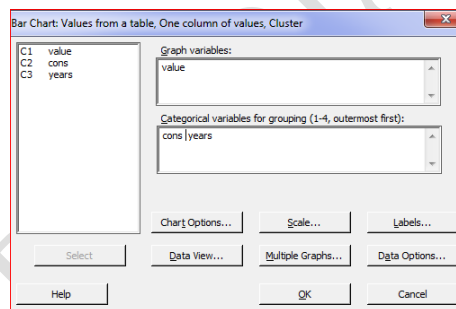 Bar Chart: Values from a table, One column of values, Cluster
C1 value
C2 cons
C3 years
Graph variables:
value
Categorical variables for grouping (1-4, outermost first):
cons years
Chart Options...
Scale...
Labels...
Select
Data View...
Multiple Graphs...
Data Options...
Help
OK
Cancel